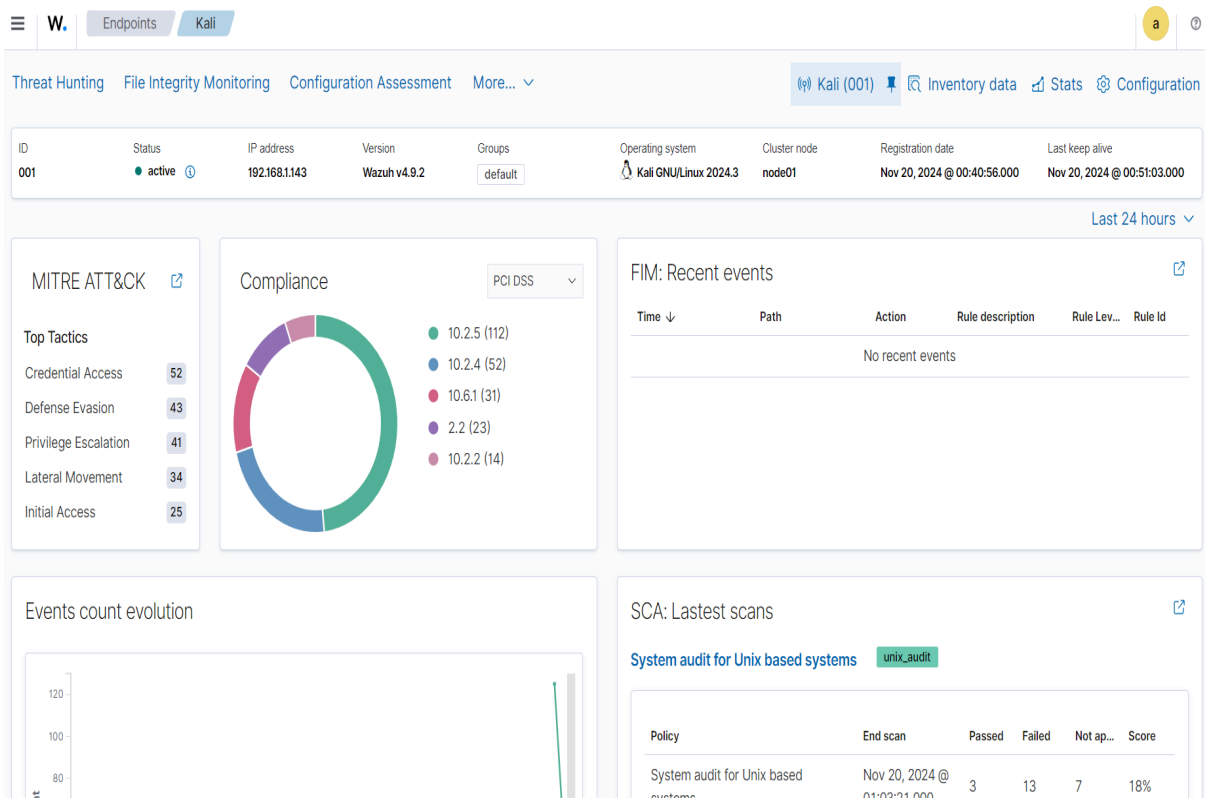 W.
Endpoints
Kali
a
Threat Hunting File Integrity Monitoring Configuration Assessment More...
Kali (001) Inventory data Stats Configuration
ID Status IP address Version Groups Operating system Cluster node Registration date Last keep alive
001 active 192.168.1.143 Wazuh v4.9.2 default Kali GNU/Linux 2024.3 node01 Nov 20, 2024 @ 00:40:56.000 Nov 20, 2024 @ 00:51:03.000
Last 24 hours
MITRE ATT&CK
Top Tactics
Credential Access 52
Defense Evasion 43
Privilege Escalation 41
Lateral Movement 34
Initial Access 25
Compliance
PCI DSS
10.2.5 (112)
10.2.4 (52)
10.6.1 (31)
2.2 (23)
10.2.2 (14)
FIM: Recent events
Time Path Action Rule description Rule Lev... Rule Id
No recent events
Events count evolution
120
100
80
SCA: Lastest scans
System audit for Unix based systems unix_audit
Policy End scan Passed Failed Not ap... Score
System audit for Unix based
systems
Nov 20, 2024 @
01:03:21.000
3 13 7 18%